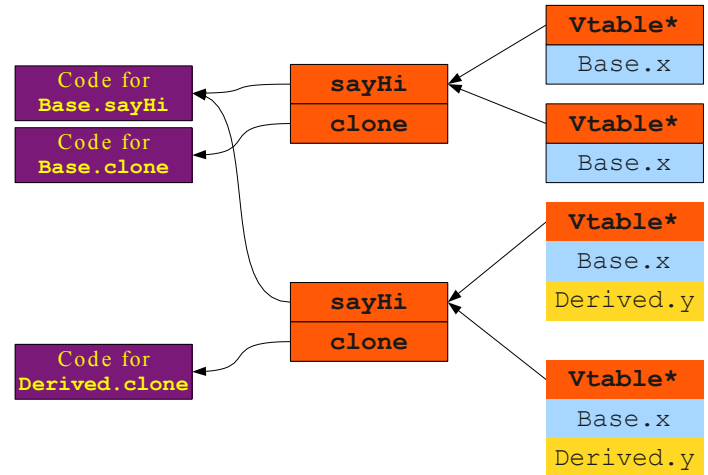 Code for
Base.sayHi
Code for
Base.clone
Code for
Derived.clone
sayHi
clone
sayHi
clone
Vtable*
Base.x
Vtable*
Base.x
Vtable*
Base.x
Derived.y
Vtable*
Base.x
Derived.y